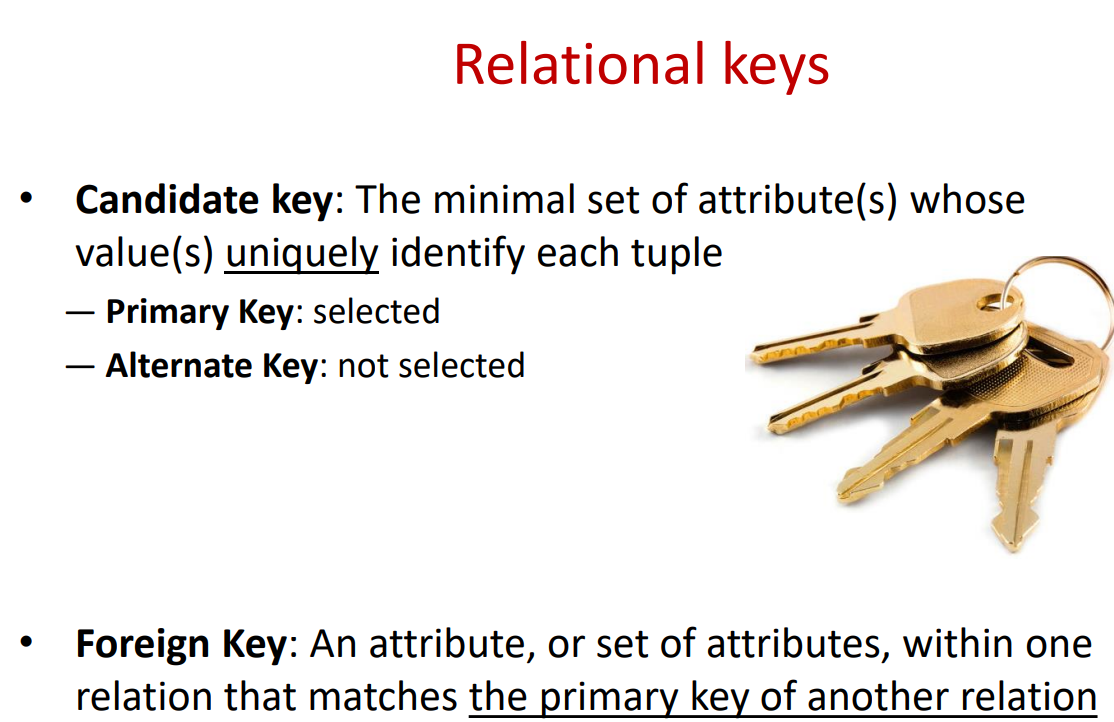 Relational keys
• Candidate key: The minimal set of attribute(s) whose
value(s) uniquely identify each tuple
— Primary Key: selected
— Alternate Key: not selected
• Foreign Key: An attribute, or set of attributes, within one
relation that matches the primary key of another relation